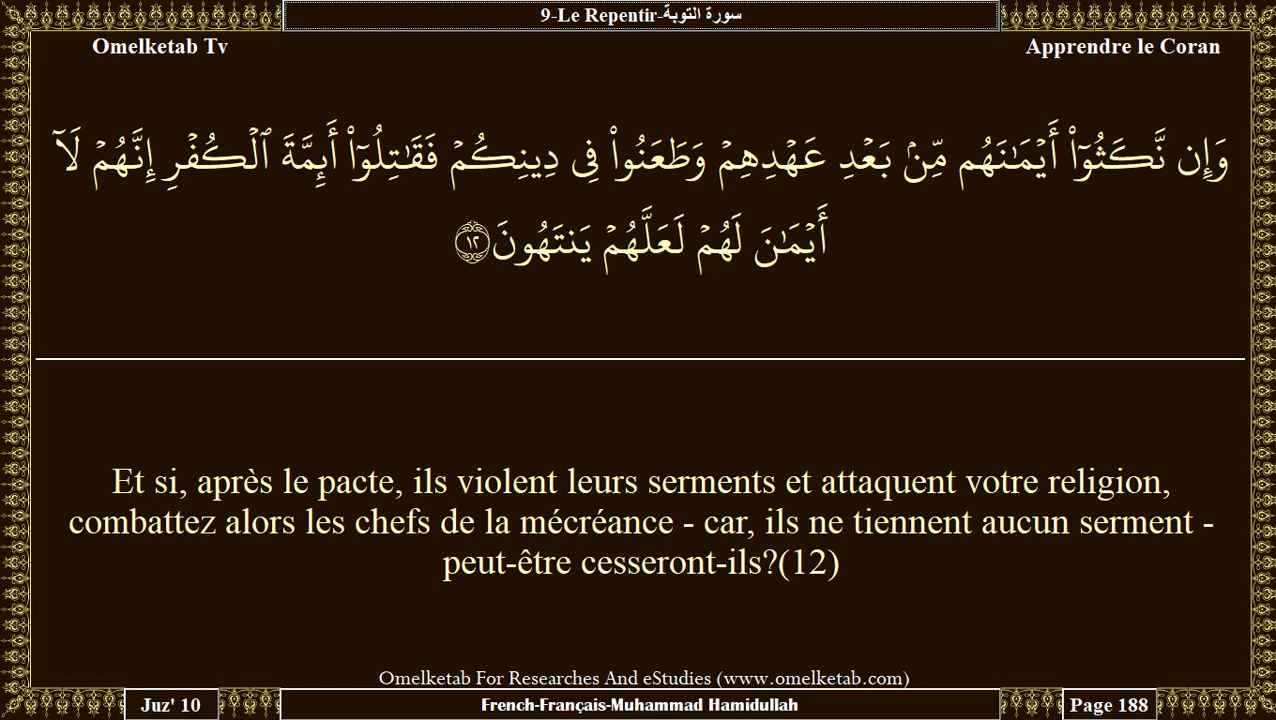 9-Le Repentir-سورة التوبة
Omelketab Tv
Apprendre le Coran
وَإِن نَّكَثُوٓا۟ أَيْمَـٰنَهُم مِّنۢ بَعْدِ عَهْدِهِمْ وَطَعَنُوا۟ فِى دِينِكُمْ فَقَـٰتِلُوٓا۟ أَئِمَّةَ ٱلْكُفْرِ إِنَّهُمْ لَآ
أَيْمَـٰنَ لَهُمْ لَعَلَّهُمْ يَنتَهُونَ ١٢
Et si, après le pacte, ils violent leurs serments et attaquent votre religion,
combattez alors les chefs de la mécréance - car, ils ne tiennent aucun serment -
peut-être cesseront-ils?(12)
Omelketab For Researches And eStudies (www.omelketab.com)
Juz' 10
French-Français-Muhammad Hamidullah
Page 188